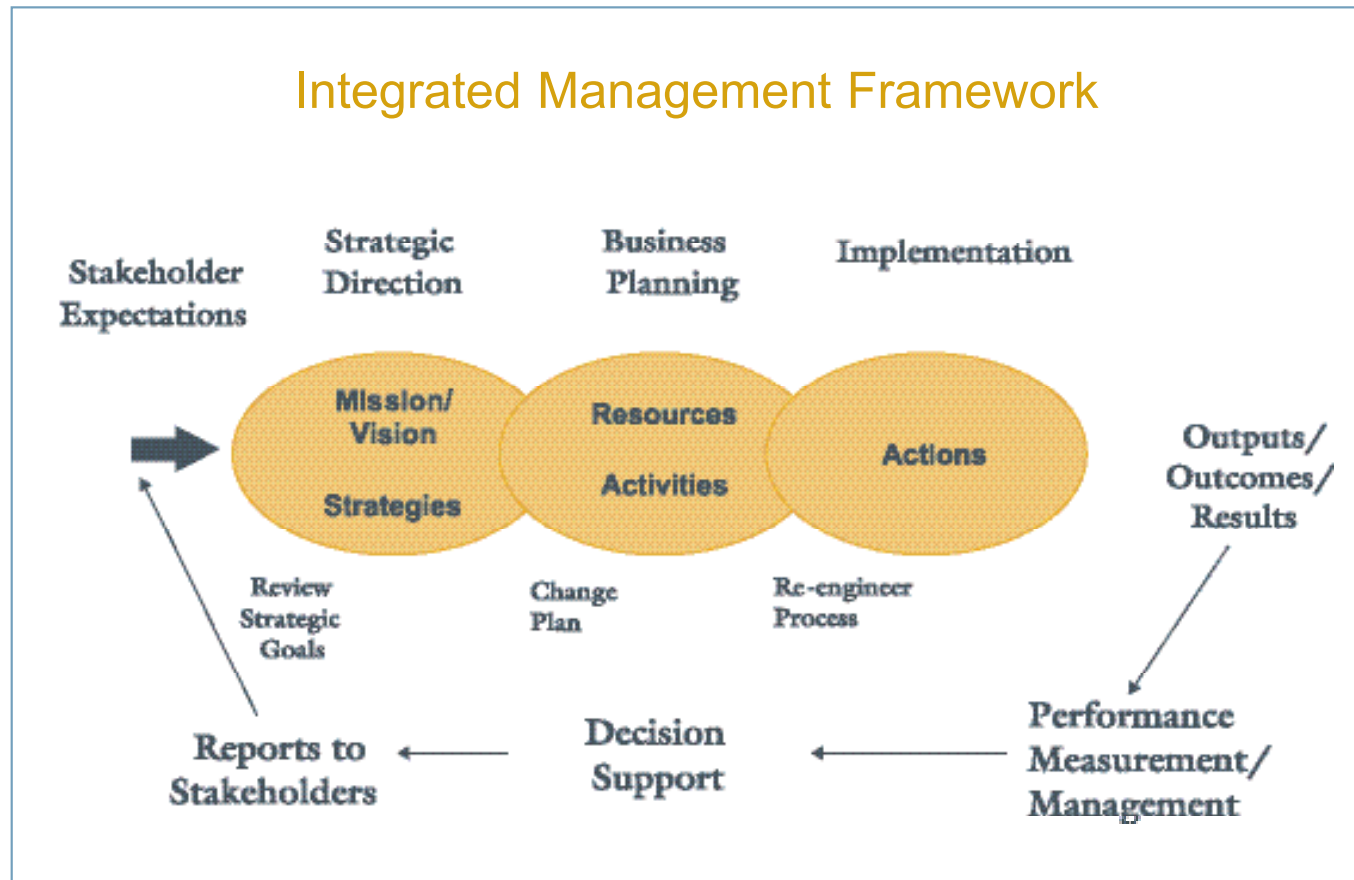 Integrated Management Framework
Stakeholder
Expectations
Strategic
Direction
Business
Planning
Implementation
Mission/
Vision
Strategies
Resources
Activities
Actions
Outputs/
Outcomes/
Results
Review
Strategic
Goals
Change
Plan
Re-engineer
Process
Reports to
Stakeholders
Decision
Support
Performance
Measurement/
Management